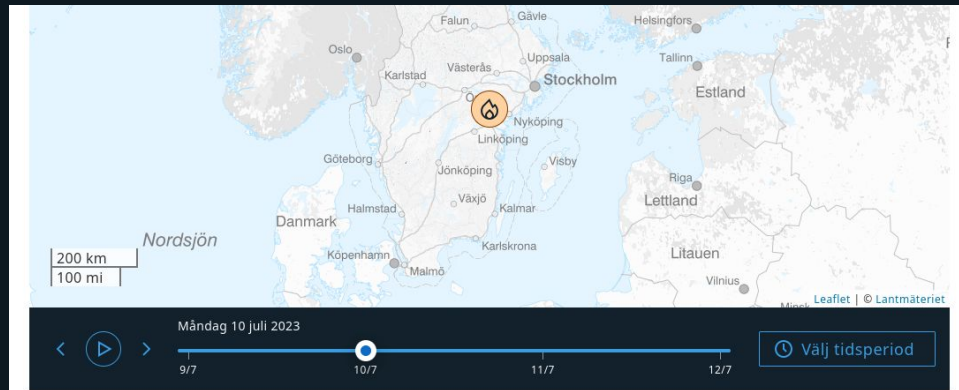 Falun
Gävle
Helsingfors
Oslo
Uppsala
Tallinn
Västerås
Karlstad
Stockholm
Estland
Nyköping
Linköping
Göteborg
Visby
Jönköping
Riga
Växjö
Lettland
Halmstad
Kalmar
Danmark
Nordsjön
Karlskrona
Köpenhamn
Litauen
200 km
Malmö
100 mi
Vilnius
Leaflet | © Lantmäteriet
Måndag 10 juli 2023
Välj tidsperiod
9/7
10/7
11/7
12/7